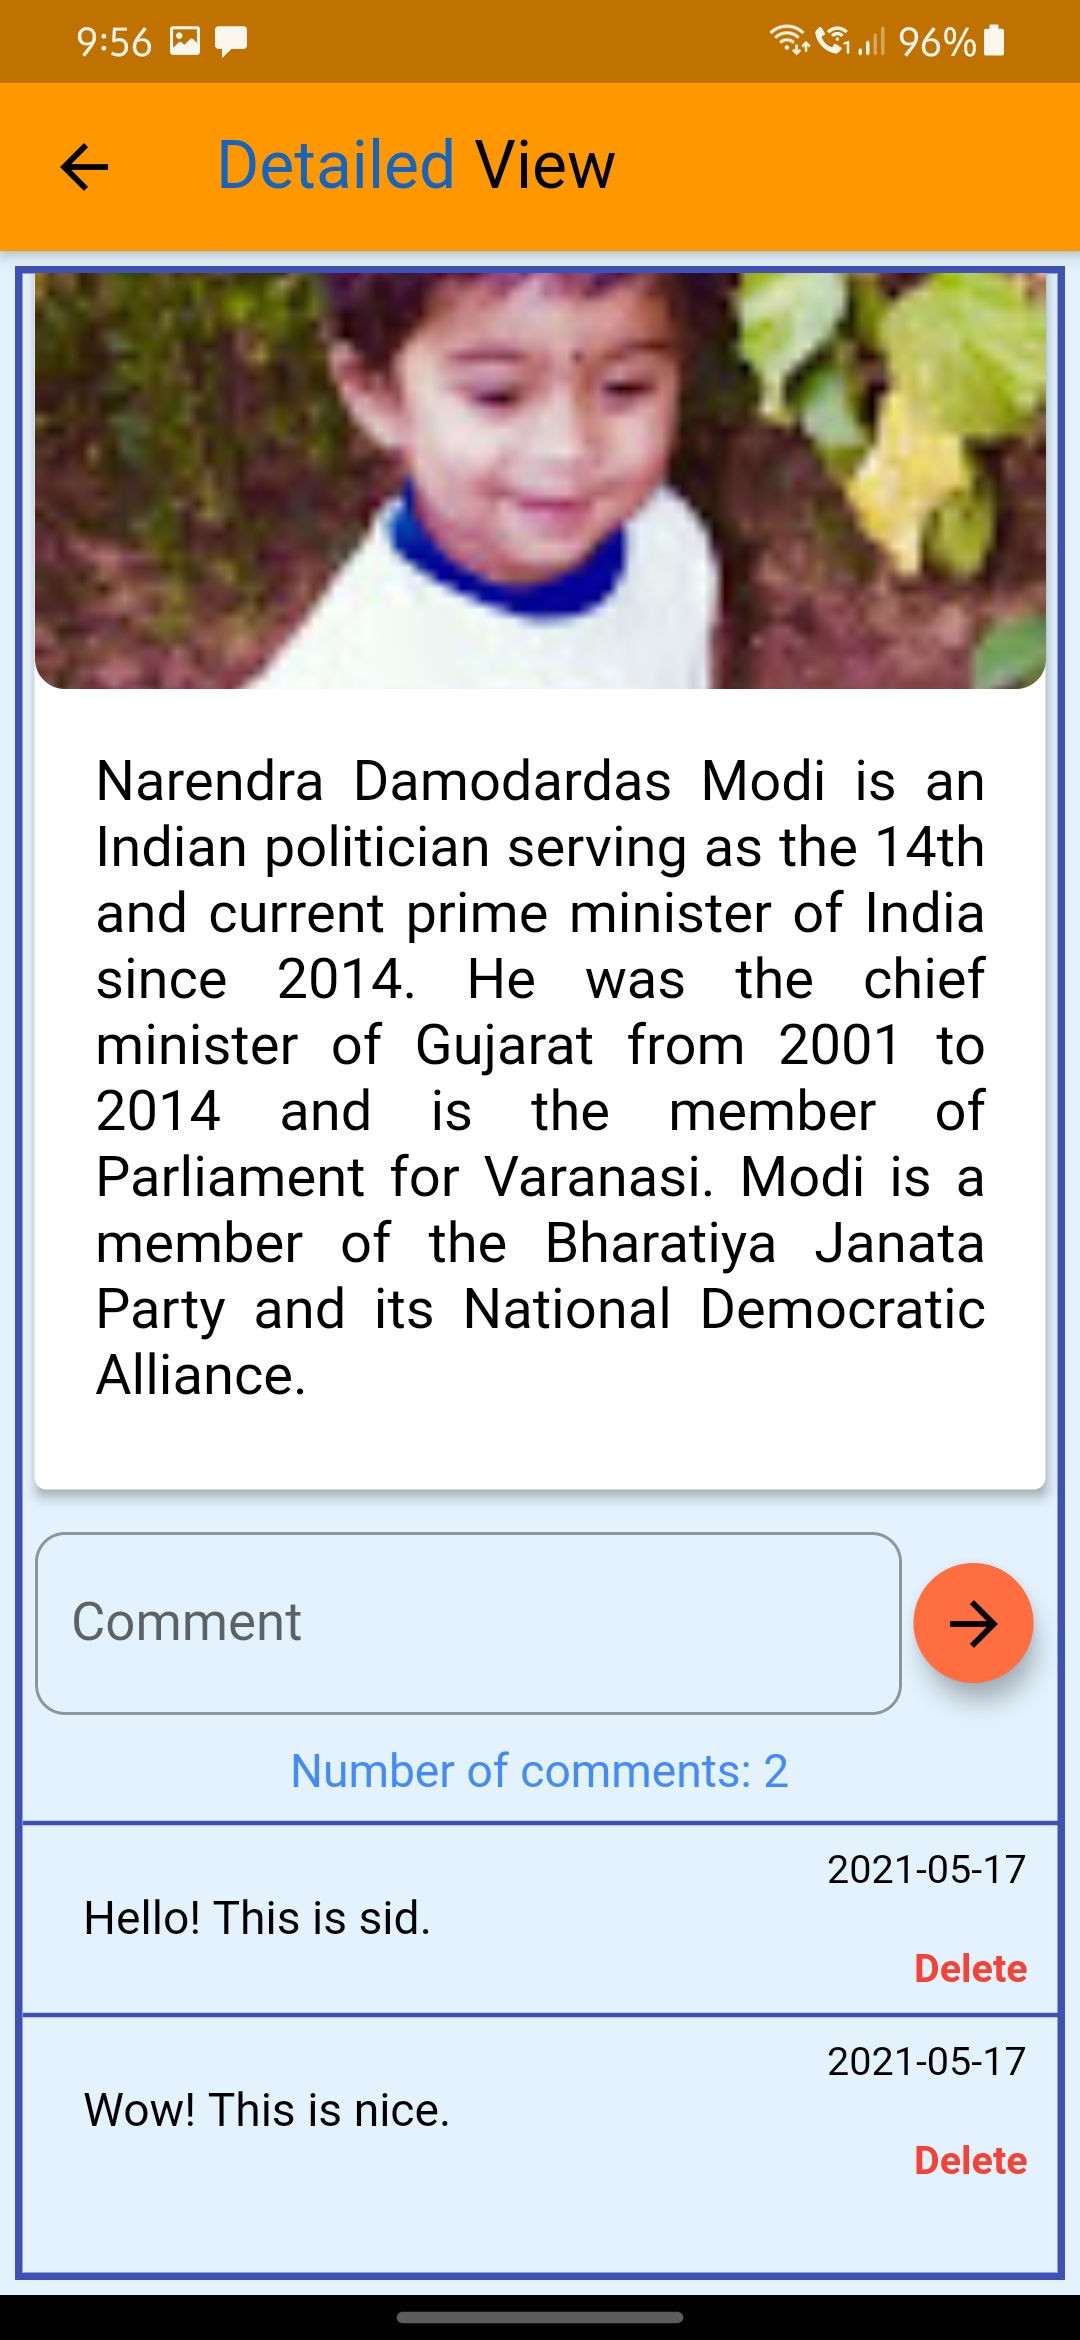 9:56
96%
Detailed View
Narendra Damodardas Modi is an
Indian politician serving as the 14th
and current prime minister of India
since 2014. He was the chief
minister of Gujarat from 2001 to
2014 and is the member of
Parliament for Varanasi. Modi is a
member of the Bharatiya Janata
Party and its National Democratic
Alliance.
Comment
Number of comments: 2
2021-05-17
Hello! This is sid.
Delete
2021-05-17
Wow! This is nice.
Delete